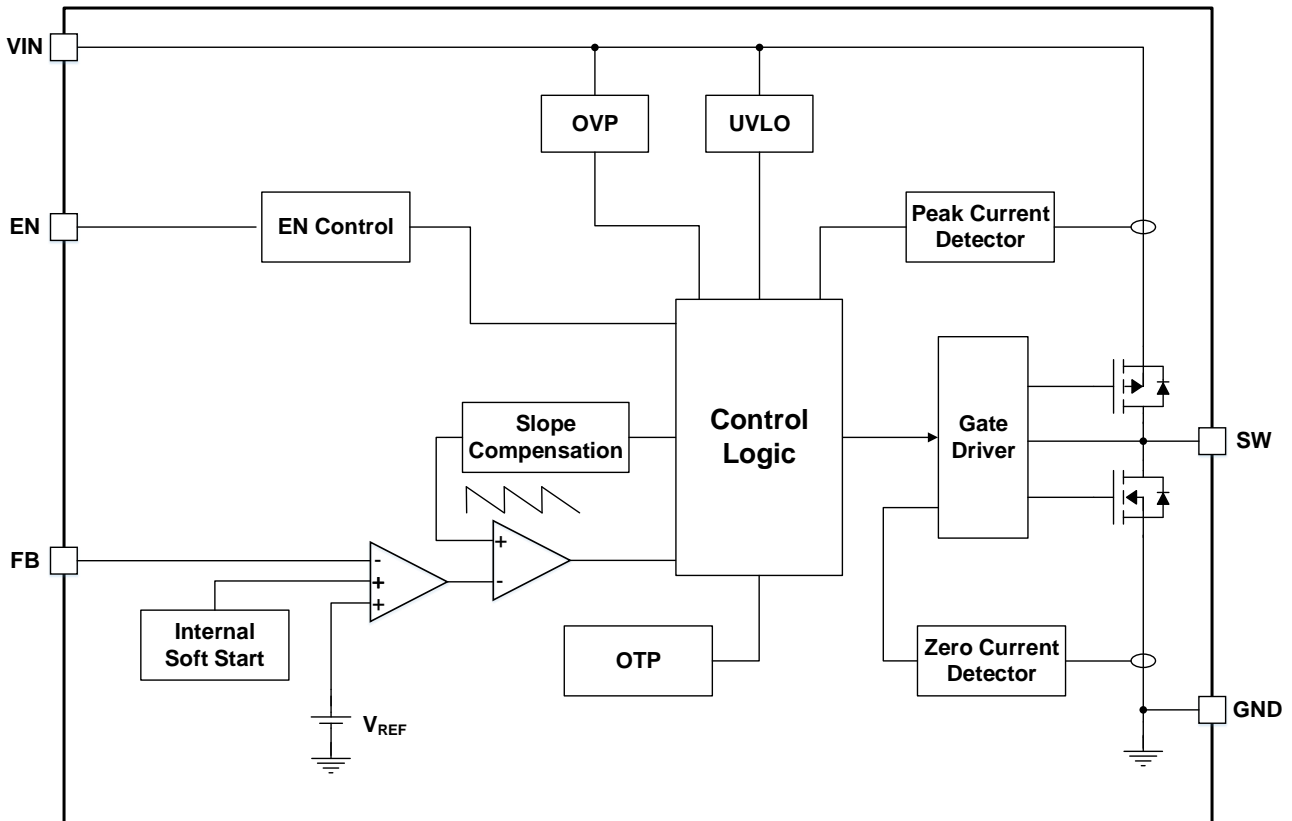 VIN
OVP
UVLO
EN
EN Control
Peak Current
Detector
Slope
Compensation
Control
Logic
Gate
Driver
SW
FB
+
-
-
+
+
Internal
Soft Start
OTP
Zero Current
Detector
V_REF
GND